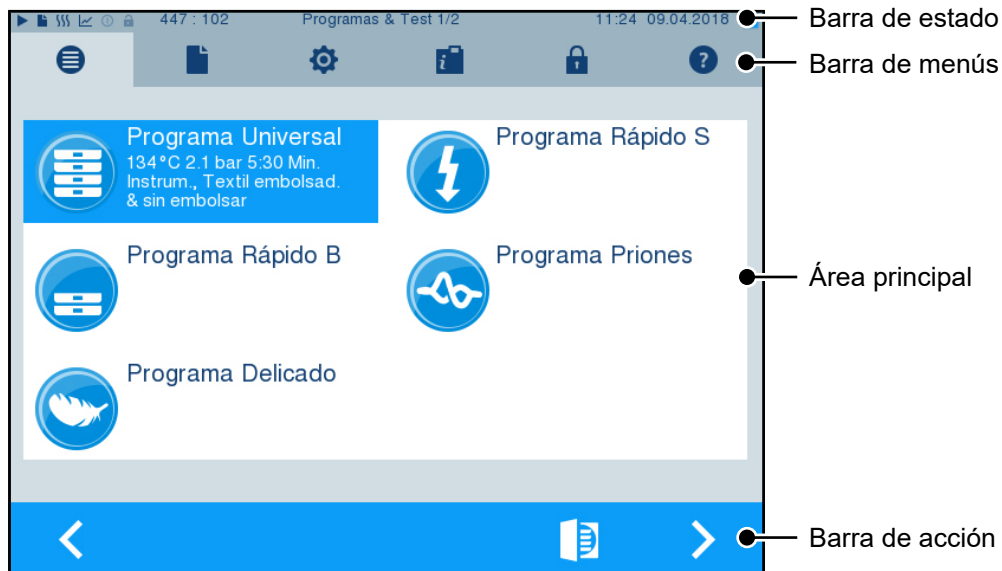 447 : 102 Programas & Test 1/2 11:24 09.04.2018
Barra de estado
Barra de menús
Programa Universal
134°C 2.1 bar 5:30 Min.
Instrum., Textil embolsad.
& sin embolsar
Programa Rápido S
Programa Rápido B
Programa Priones
Área principal
Programa Delicado
Barra de acción